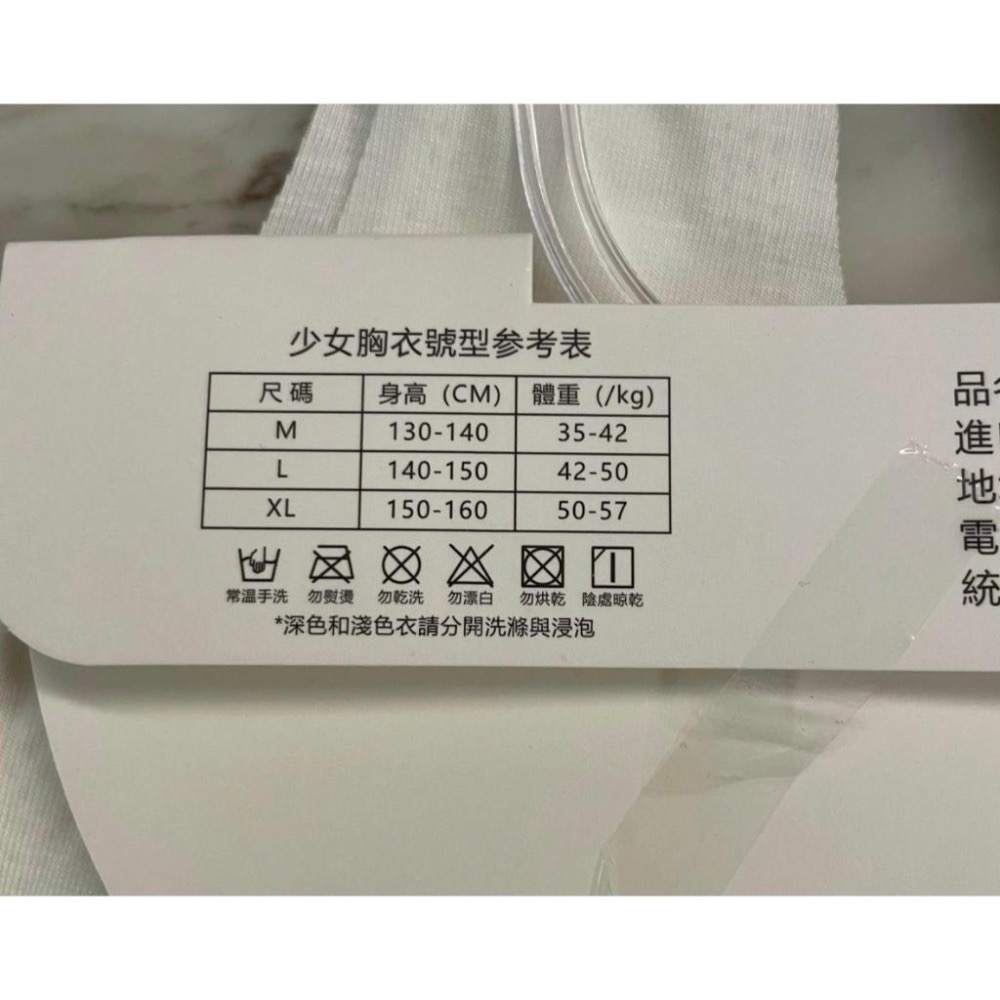 少女胸衣號型参考表
尺碼 身高 (CM) 體重 (/kg)
M 130-140 35-42
L 140-150 42-50
XL 150-160 50-57
常溫手洗 勿熨燙 勿乾洗 勿漂白 勿烘乾 陰處晾乾
*深色和淺色衣請分開洗滌與浸泡
品
進
地
電
統